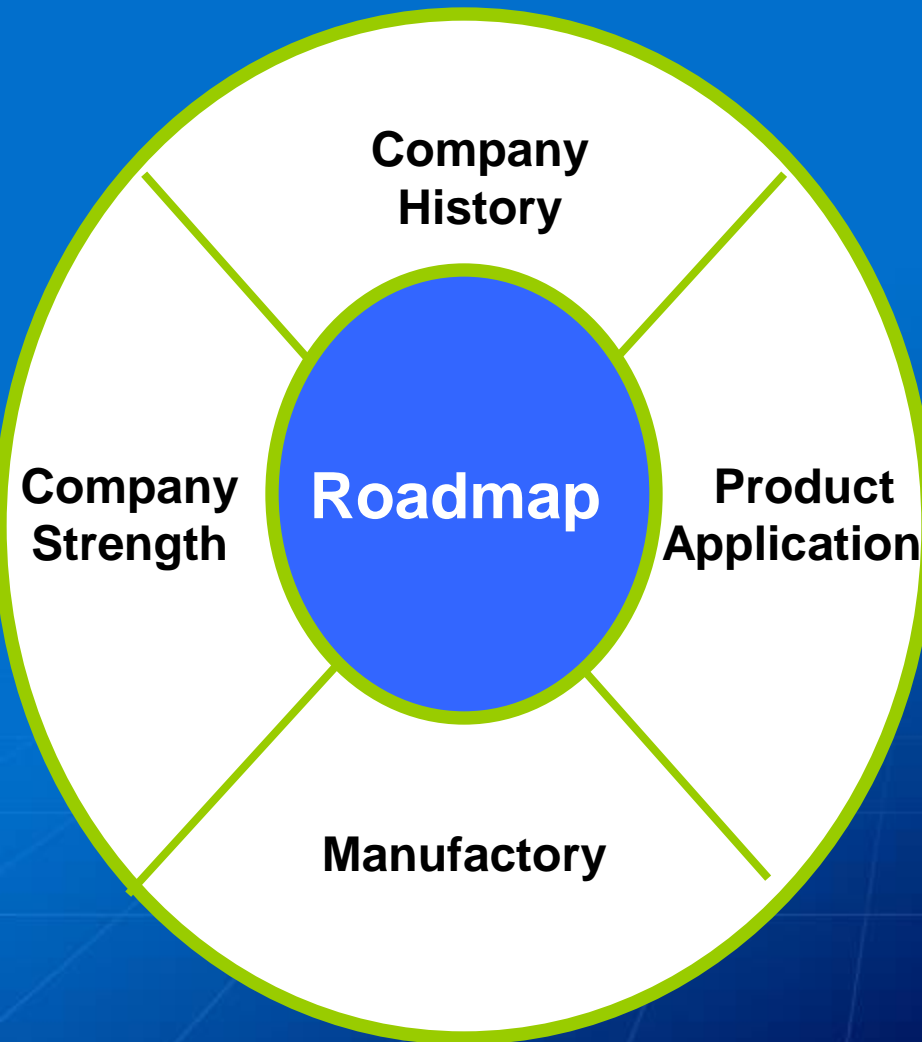 Company
History
Company
Strength
Roadmap
Product
Application
Manufactory